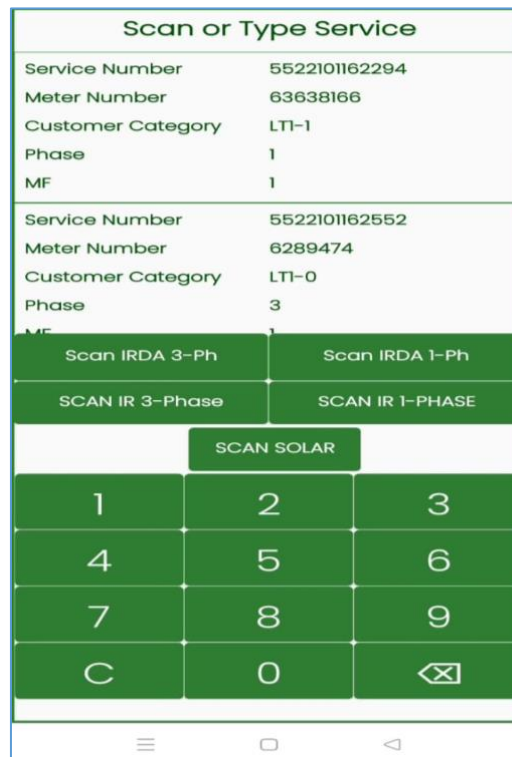 Scan or Type Service
Service Number 5522101162294
Meter Number 63638166
Customer Category LT1-1
Phase 1
MF 1
Service Number 5522101162552
Meter Number 6289474
Customer Category LT1-0
Phase 3
MF 1
Scan IRDA 3-Ph Scan IRDA 1-Ph
SCAN IR 3-Phase SCAN IR 1-PHASE
SCAN SOLAR
1 2 3
4 5 6
7 8 9
C 0